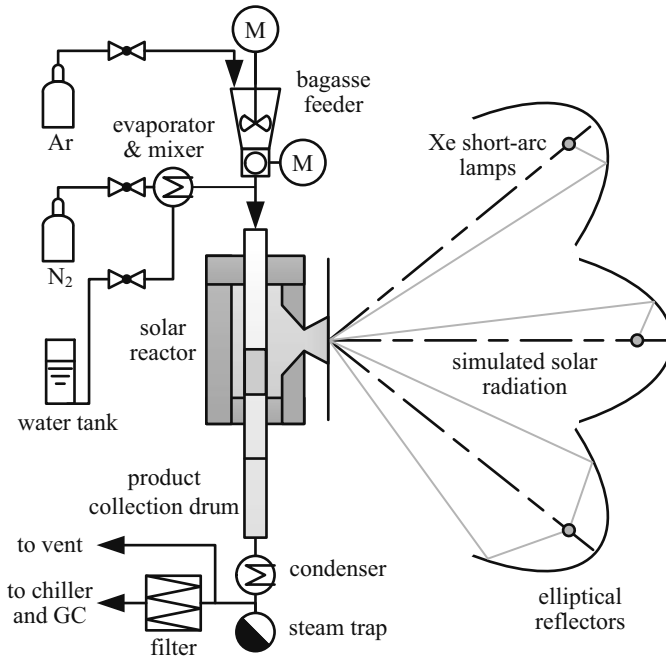 M
bagasse
feeder
Ar
evaporator
& mixer
M
Xe short-arc
lamps
N2
solar
reactor
simulated solar
radiation
water tank
product
collection drum
to vent
condenser
to chiller
and GC
filter
steam trap
elliptical
reflectors